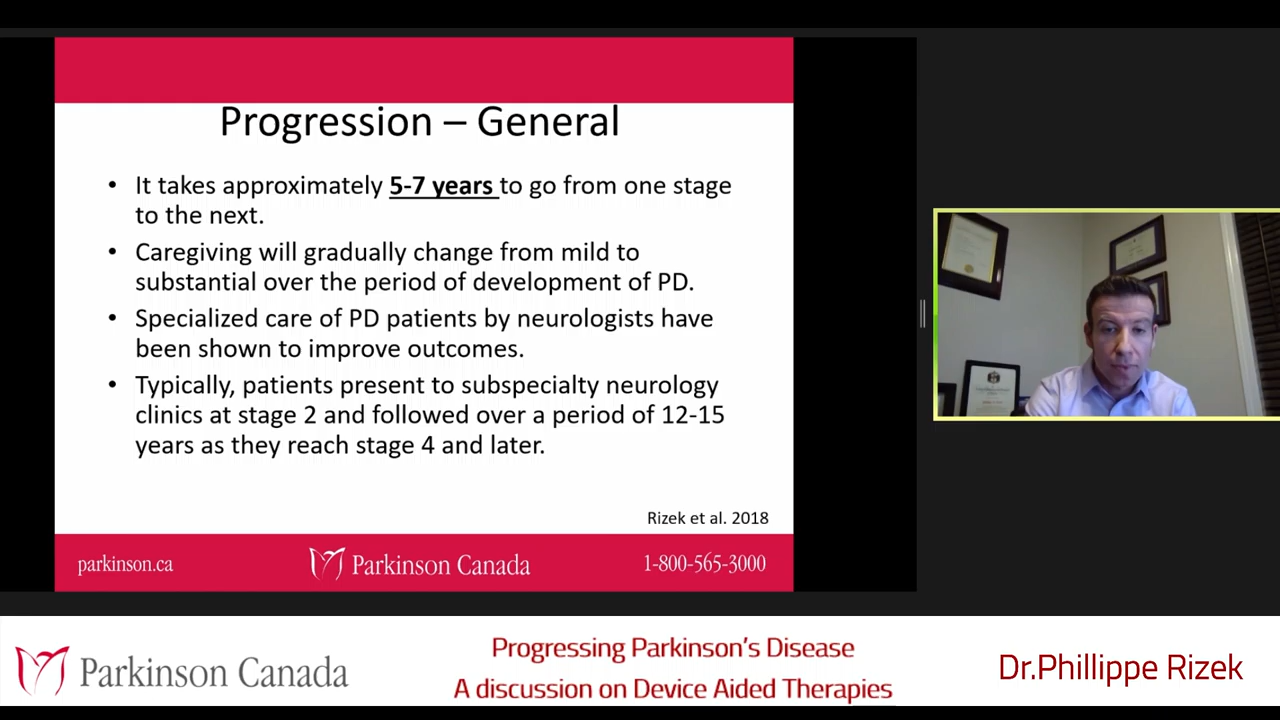 Progression – General
• It takes approximately 5-7 years to go from one stage
to the next.
• Caregiving will gradually change from mild to
substantial over the period of development of PD.
• Specialized care of PD patients by neurologists have
been shown to improve outcomes.
• Typically, patients present to subspecialty neurology
clinics at stage 2 and followed over a period of 12-15
years as they reach stage 4 and later.
Rizek et al. 2018
parkinson.ca
Parkinson Canada
1-800-565-3000
Parkinson Canada
Progressing Parkinson's Disease
A discussion on Device Aided Therapies
Dr.Phillippe Rizek